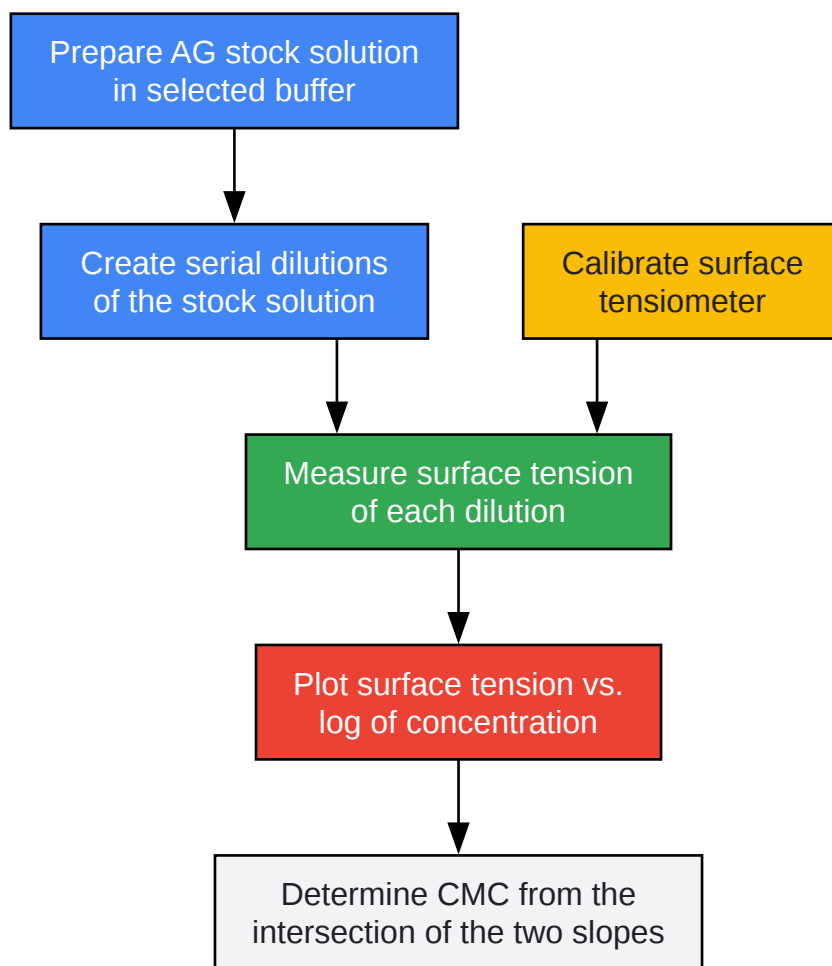 Prepare AG stock solution
in selected buffer
Create serial dilutions
of the stock solution
Calibrate surface
tensiometer
Measure surface tension
of each dilution
Plot surface tension vs.
log of concentration
Determine CMC from the
intersection of the two slopes